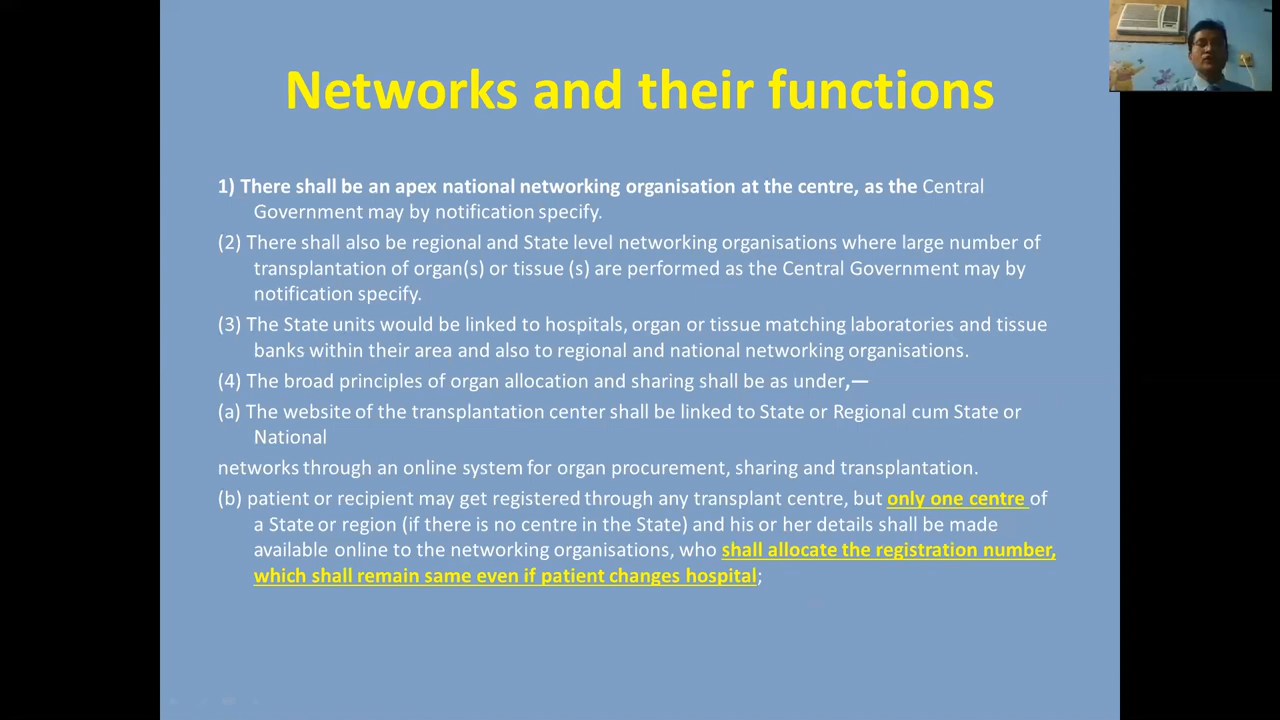 Networks and their functions
1) There shall be an apex national networking organisation at the centre, as the Central
Government may by notification specify.
(2) There shall also be regional and State level networking organisations where large number of
transplantation of organ(s) or tissue (s) are performed as the Central Government may by
notification specify.
(3) The State units would be linked to hospitals, organ or tissue matching laboratories and tissue
banks within their area and also to regional and national networking organisations.
(4) The broad principles of organ allocation and sharing shall be as under,—
(a) The website of the transplantation center shall be linked to State or Regional cum State or
National
networks through an online system for organ procurement, sharing and transplantation.
(b) patient or recipient may get registered through any transplant centre, but only one centre of
a State or region (if there is no centre in the State) and his or her details shall be made
available online to the networking organisations, who shall allocate the registration number,
which shall remain same even if patient changes hospital;